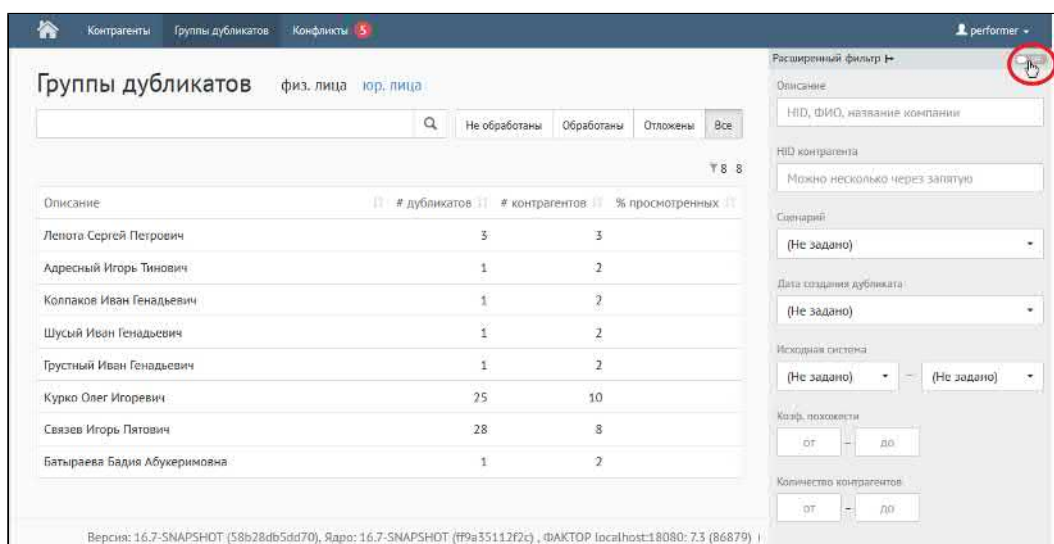 Контрагенты Группы дубликатов Конфликты 5 performer
Расширенный фильтр
Группы дубликатов физ. лица юр. лица
Описание
HID, ФИО, название компании
Не обработаны Обработаны Отложены Все
HID контрагента
8 8
Можно несколько через запятую
Описание # дубликатов # контрагентов % просмотренных
Сценарий
Лепота Сергей Петрович 3 3
(Не задано)
Адресный Игорь Тинович 1 2
Дата создания дубликата
Колпаков Иван Генадьевич 1 2
(Не задано)
Шусый Иван Генадьевич 1 2
Исходная система
Грустный Иван Генадьевич 1 2
(Не задано) – (Не задано)
Курко Олег Игоревич 25 10
Коэф. похожести
Связев Игорь Пятович 28 8
от – до
Батыраева Бадия Абукеримовна 1 2
Количество контрагентов
от – до
Версия: 16.7-SNAPSHOT (58b28db5dd70), Ядро: 16.7-SNAPSHOT (ff9a35112f2c) , ФАКТОР localhost:18080: 7.3 (86879)